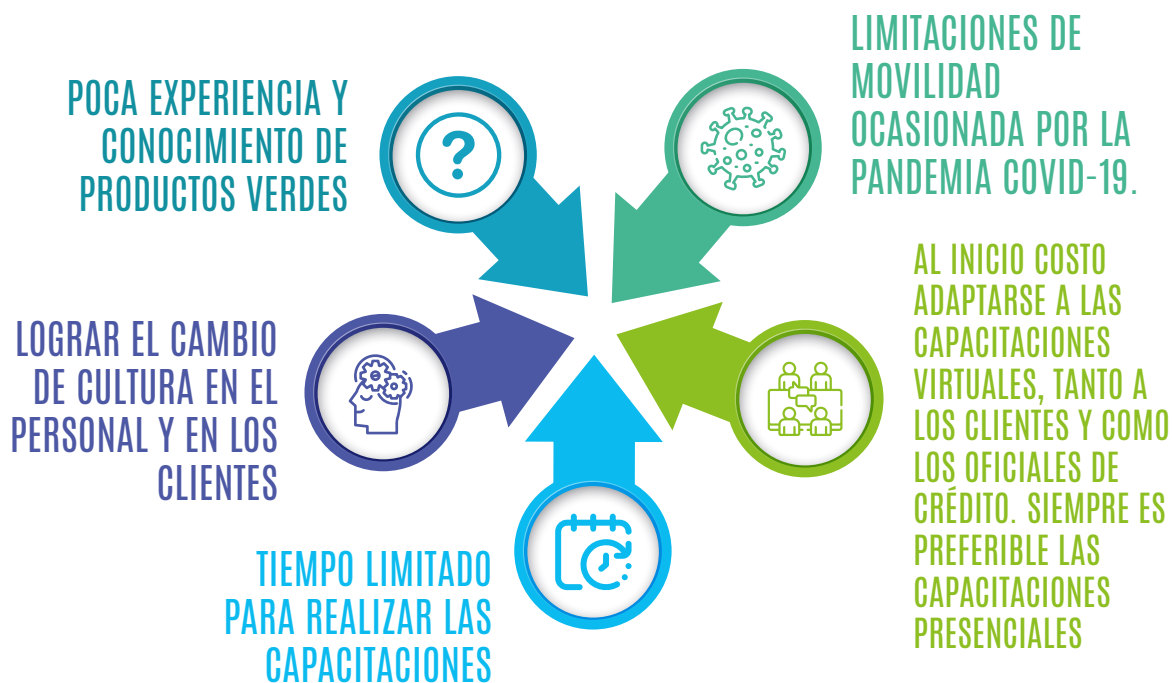 POCA EXPERIENCIA Y
CONOCIMIENTO DE
PRODUCTOS VERDES
LIMITACIONES DE
MOVILIDAD
OCASIONADA POR LA
PANDEMIA COVID-19.
LOGRAR EL CAMBIO
DE CULTURA EN EL
PERSONAL Y EN LOS
CLIENTES
AL INICIO COSTO
ADAPTARSE A LAS
CAPACITACIONES
VIRTUALES, TANTO A
LOS CLIENTES Y COMO
LOS OFICIALES DE
CRÉDITO. SIEMPRE ES
PREFERIBLE LAS
CAPACITACIONES
PRESENCIALES
TIEMPO LIMITADO
PARA REALIZAR LAS
CAPACITACIONES